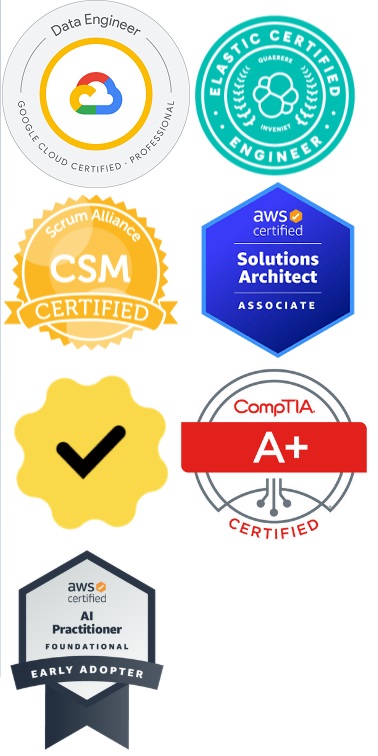 Data Engineer
GOOGLE CLOUD CERTIFIED · PROFESSIONAL
ELASTIC CERTIFIED
QUAERERE
INVENIET
· ENGINEER ·
Scrum Alliance
CSM
CERTIFIED
aws
certified
Solutions
Architect
ASSOCIATE
CompTIA.
A+
CERTIFIED
aws
certified
AI
Practitioner
FOUNDATIONAL
EARLY ADOPTER